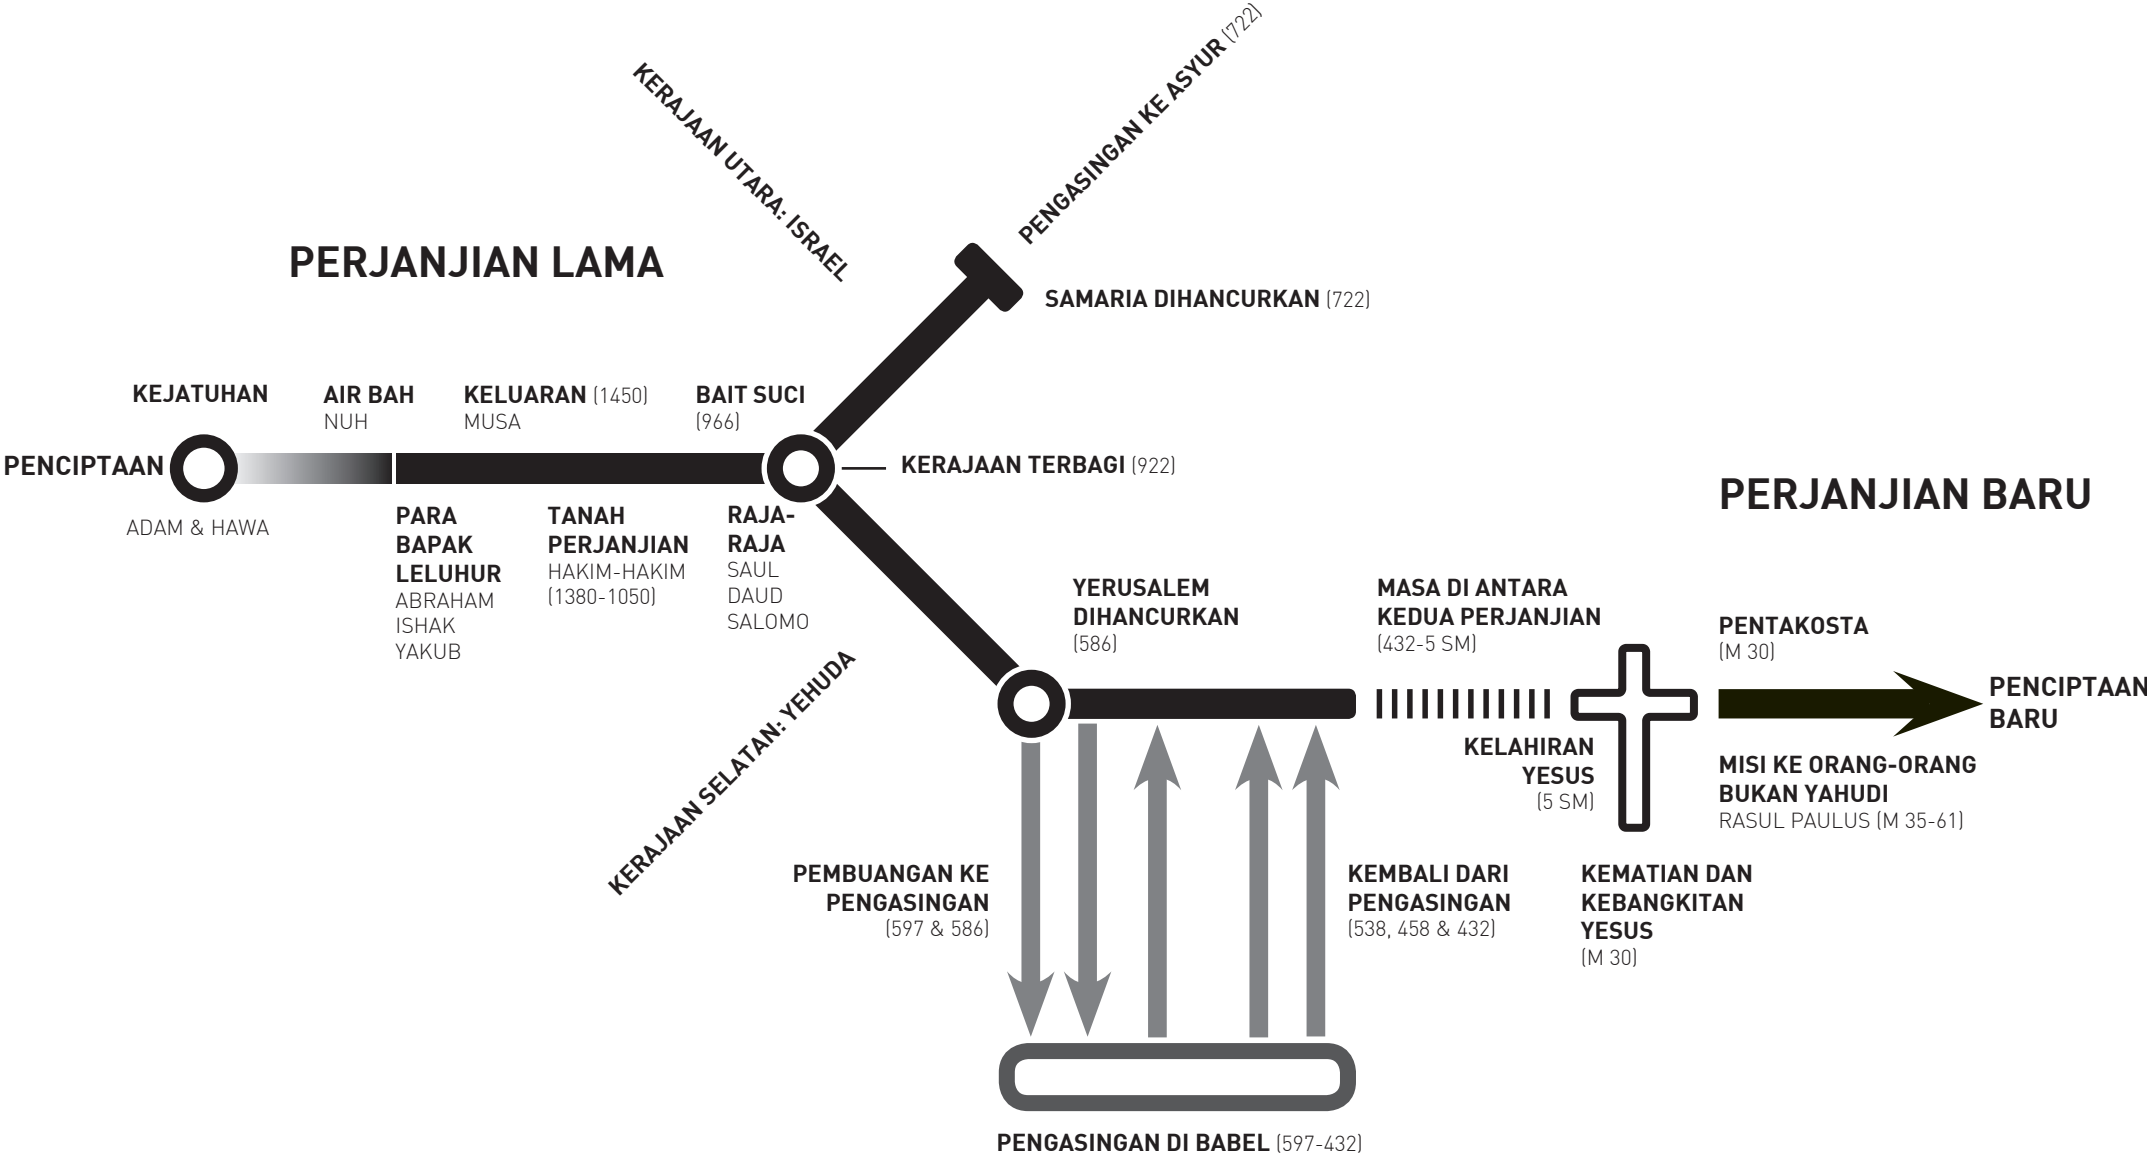 KERAJAAN UTARA: ISRAEL
PENGASINGAN KE ASYUR (722)
PERJANJIAN LAMA
SAMARIA DIHANCURKAN (722)
KEJATUHAN
AIR BAH
NUH
KELUARAN (1450)
MUSA
BAIT SUCI
(966)
PENCIPTAAN
KERAJAAN TERBAGI (922)
ADAM & HAWA
PARA
BAPAK
LELUHUR
ABRAHAM
ISHAK
YAKUB
TANAH
PERJANJIAN
HAKIM-HAKIM
(1380-1050)
RAJA-
RAJA
SAUL
DAUD
SALOMO
KERAJAAN SELATAN: YEHUDA
PERJANJIAN BARU
YERUSALEM
DIHANCURKAN
(586)
MASA DI ANTARA
KEDUA PERJANJIAN
(432-5 SM)
PENTAKOSTA
(M 30)
PENCIPTAAN
BARU
KELAHIRAN
YESUS
(5 SM)
MISI KE ORANG-ORANG
BUKAN YAHUDI
RASUL PAULUS (M 35-61)
PEMBUANGAN KE
PENGASINGAN
(597 & 586)
KEMBALI DARI
PENGASINGAN
(538, 458 & 432)
KEMATIAN DAN
KEBANGKITAN
YESUS
(M 30)
PENGASINGAN DI BABEL (597-432)